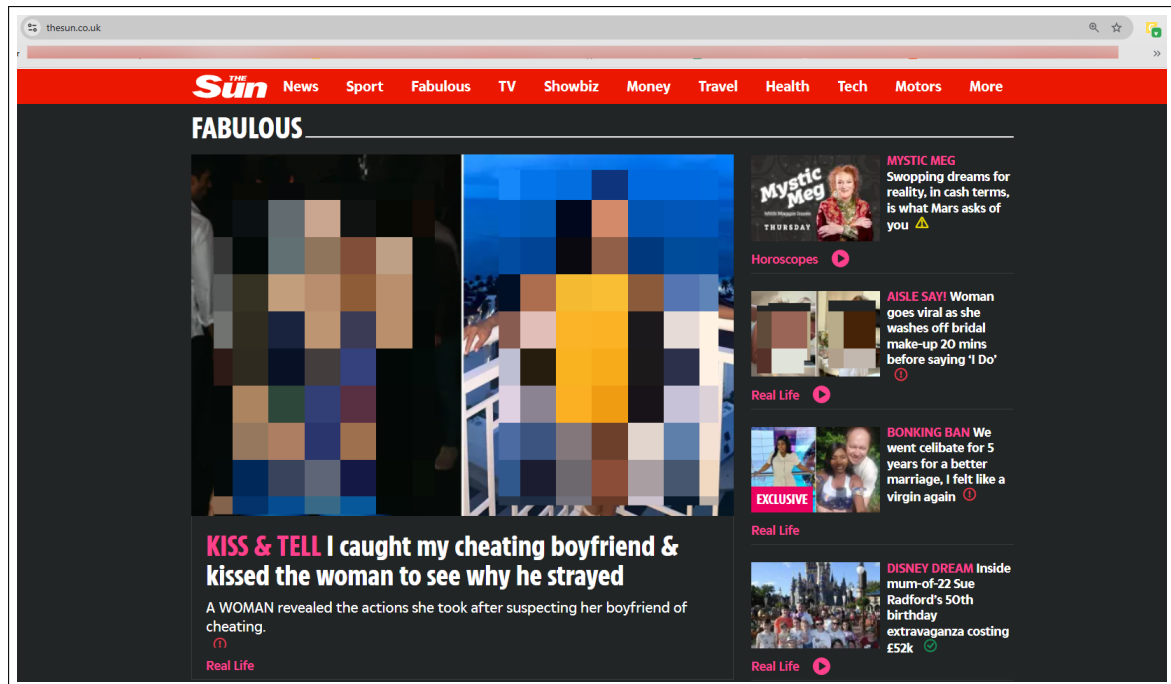 thesun.co.uk
THE Sun News Sport Fabulous TV Showbiz Money Travel Health Tech Motors More
FABULOUS
KISS & TELL I caught my cheating boyfriend &
kissed the woman to see why he strayed
A WOMAN revealed the actions she took after suspecting her boyfriend of
cheating.
Real Life
Mystic
Meg
With Maggie Innes
THURSDAY
MYSTIC MEG
Swopping dreams for
reality, in cash terms,
is what Mars asks of
you
Horoscopes
AISLE SAY! Woman
goes viral as she
washes off bridal
make-up 20 mins
before saying ‘I Do’
Real Life
EXCLUSIVE
BONKING BAN We
went celibate for 5
years for a better
marriage, I felt like a
virgin again
Real Life
DISNEY DREAM Inside
mum-of-22 Sue
Radford’s 50th
birthday
extravaganza costing
£52k
Real Life